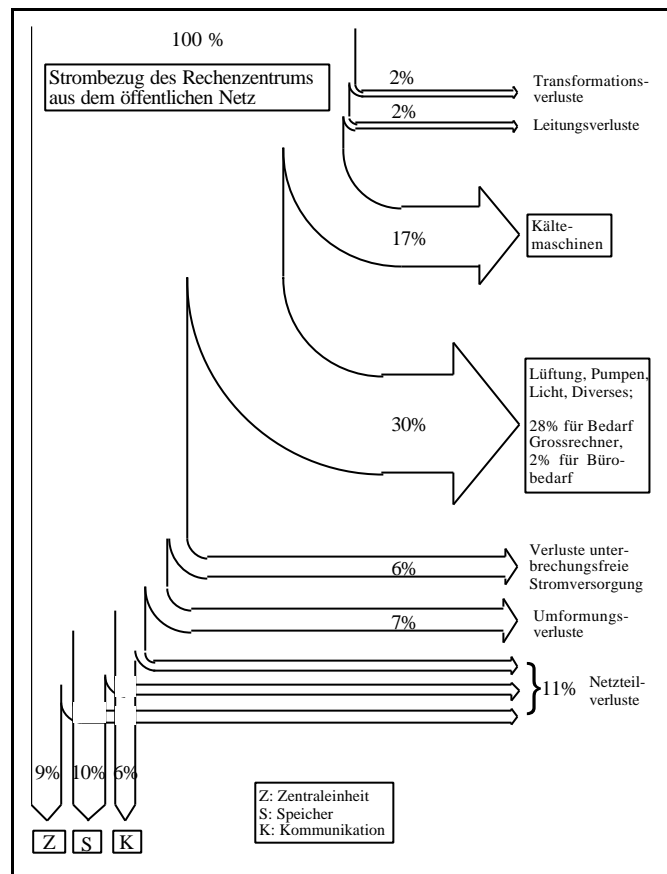 100 %
Strombezug des Rechenzentrums
aus dem öffentlichen Netz
2%
Transformations-
verluste
2%
Leitungsverluste
17%
Kälte-
maschinen
30%
Lüftung, Pumpen,
Licht, Diverses;
28% für Bedarf
Grossrechner,
2% für Büro-
bedarf
6%
Verluste unter-
brechungsfreie
Stromversorgung
7%
Umformungs-
verluste
11%
Netzteil-
verluste
9%
10%
6%
Z: Zentraleinheit
S: Speicher
K: Kommunikation
Z
S
K